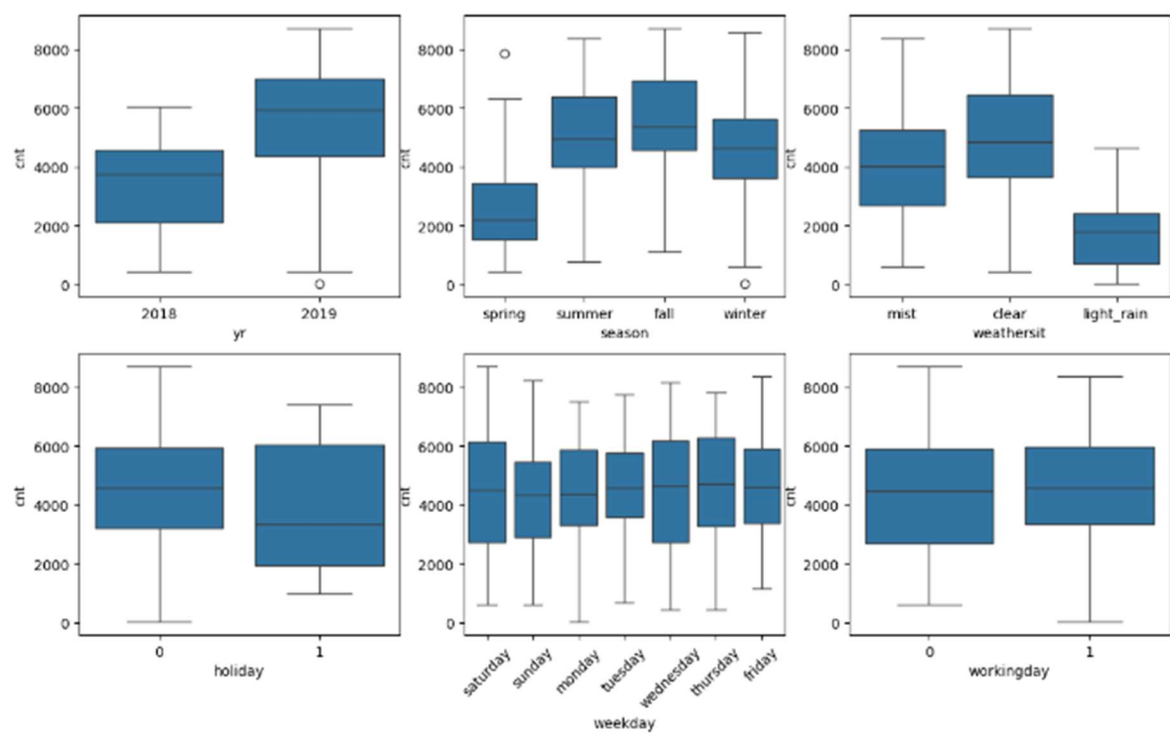 8000
6000
4000
2000
0
cnt
2018
2019
yr
8000
6000
4000
2000
0
cnt
spring
summer
fall
winter
season
8000
6000
4000
2000
0
cnt
mist
clear
light_rain
weathersit
8000
6000
4000
2000
0
cnt
0
1
holiday
8000
6000
4000
2000
0
cnt
saturday
sunday
monday
tuesday
wednesday
thursday
friday
weekday
8000
6000
4000
2000
0
cnt
0
1
workingday